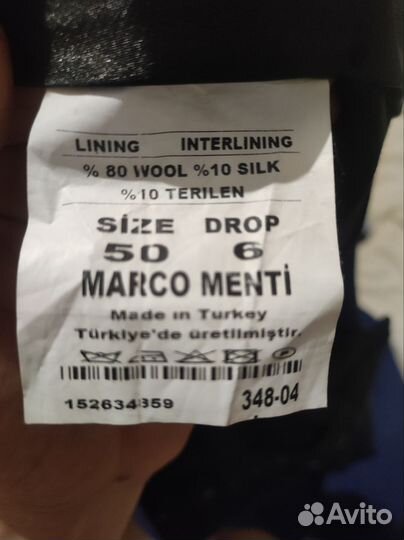 LINING INTERLINING
% 80 WOOL %10 SILK
%10 TERILEN
SİZE DROP
50 6
MARCO MENTİ
Made in Turkey
Türkiye'de üretilmiştir.
152634859 348-04
Avito